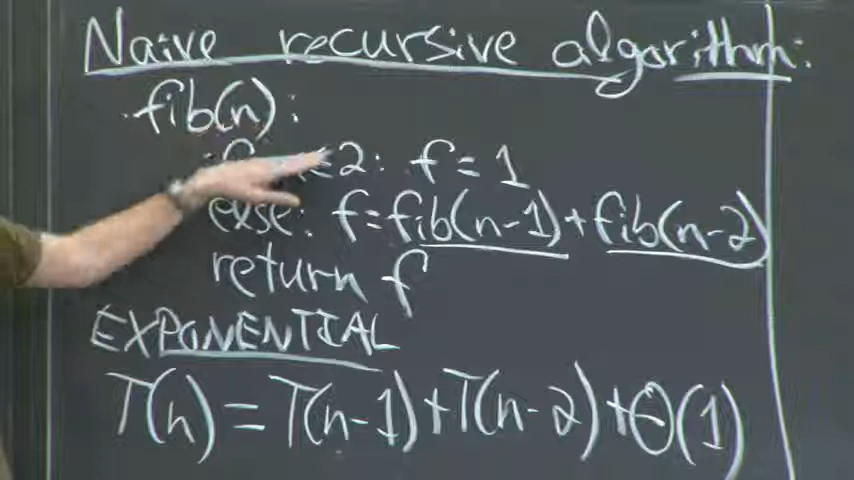 Naive recursive algorithm:
fib(n):
≤2: f=1
else: f=fib(n-1)+fib(n-2)
return f
EXPONENTIAL
T(n)=T(n-1)+T(n-2)+Θ(1)